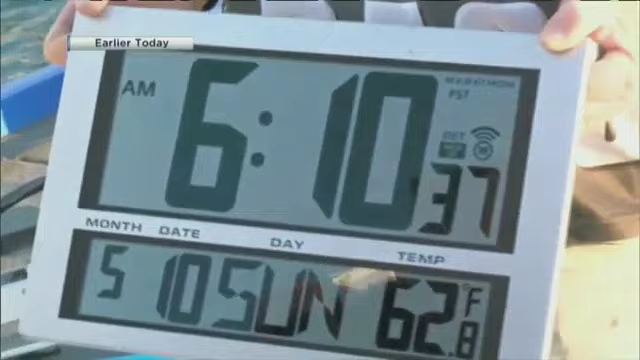 Earlier Today
AM 6:10 37
PST
MONTH DATE DAY TEMP
5 10 SUN 62.8 °F